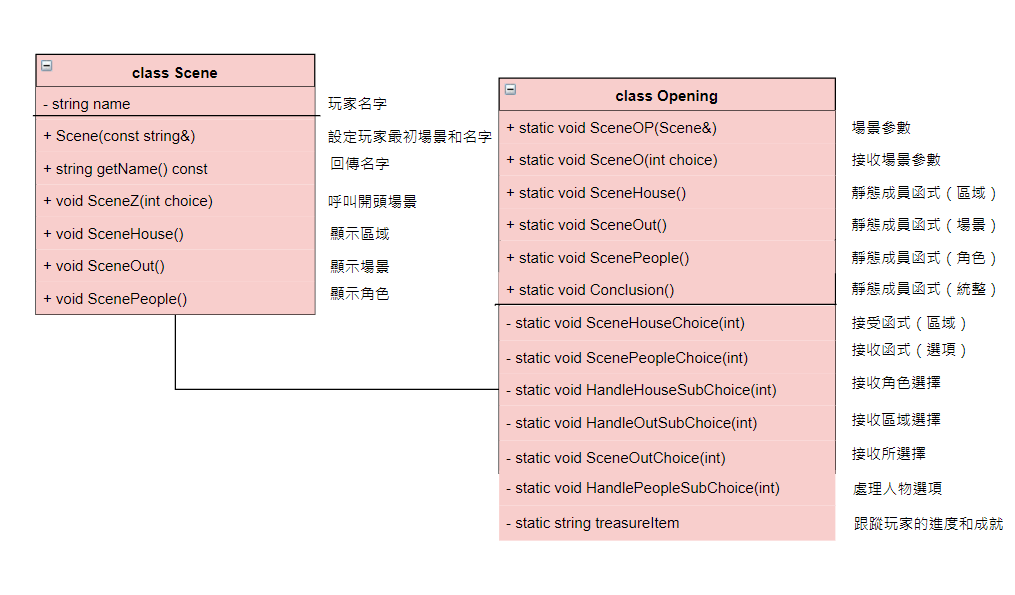 class Scene
- string name
玩家名字
+ Scene(const string&)
設定玩家最初場景和名字
+ string getName() const
回傳名字
+ void SceneZ(int choice)
呼叫開頭場景
+ void SceneHouse()
顯示區域
+ void SceneOut()
顯示場景
+ void ScenePeople()
顯示角色
class Opening
+ static void SceneOP(Scene&)
場景參數
+ static void SceneO(int choice)
接收場景參數
+ static void SceneHouse()
靜態成員函式（區域）
+ static void SceneOut()
靜態成員函式（場景）
+ static void ScenePeople()
靜態成員函式（角色）
+ static void Conclusion()
靜態成員函式（統整）
- static void SceneHouseChoice(int)
接受函式（區域）
- static void ScenePeopleChoice(int)
接收函式（選項）
- static void HandleHouseSubChoice(int)
接收角色選擇
- static void HandleOutSubChoice(int)
接收區域選擇
- static void SceneOutChoice(int)
接收所選擇
- static void HandlePeopleSubChoice(int)
處理人物選項
- static string treasureItem
跟蹤玩家的進度和成就